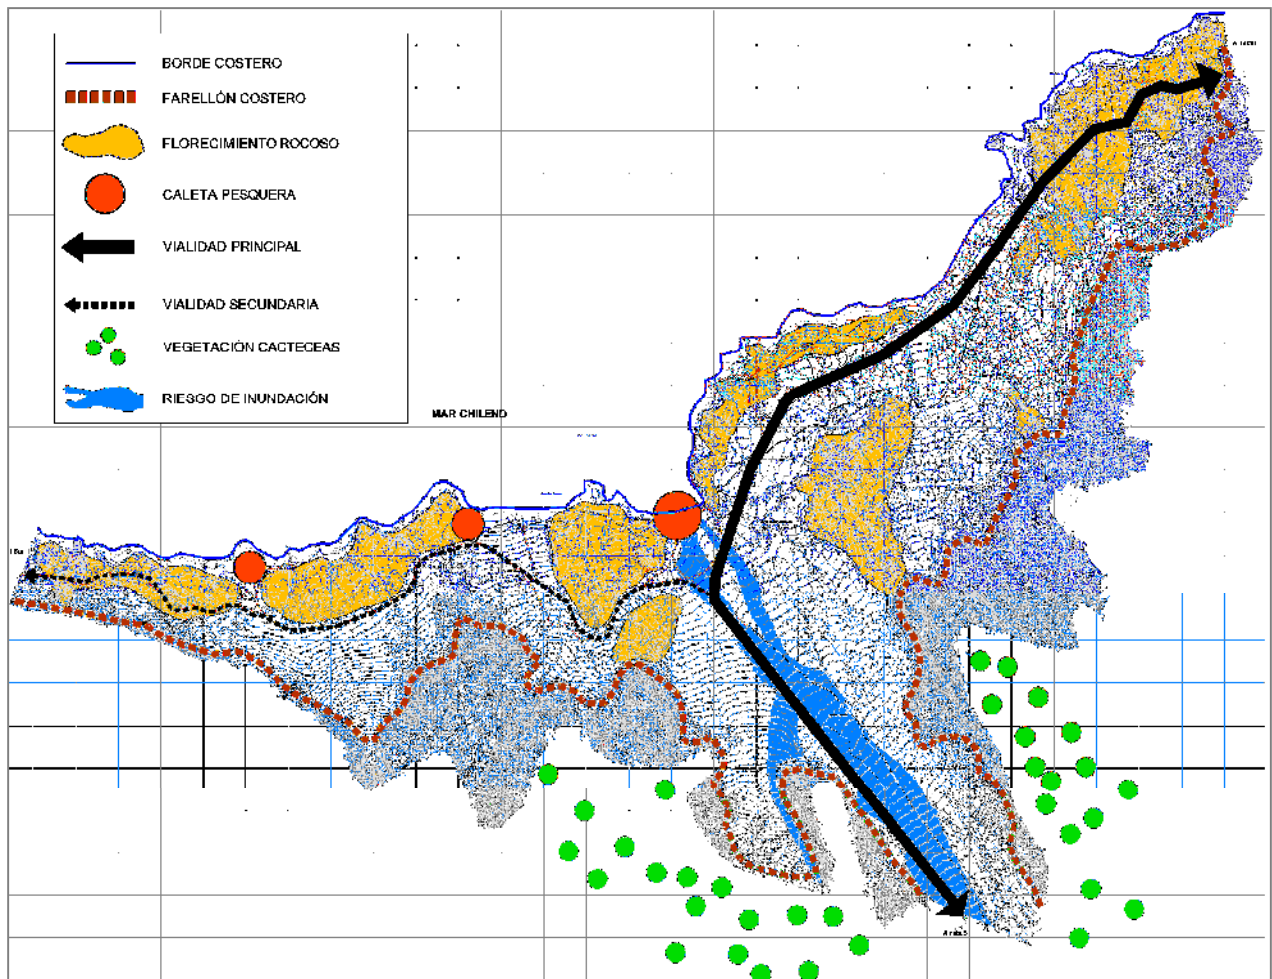 BORDE COSTERO
FARELLÓN COSTERO
FLORECIMIENTO ROCOSO
CALETA PESQUERA
VIALIDAD PRINCIPAL
VIALIDAD SECUNDARIA
VEGETACIÓN CACTECEAS
RIESGO DE INUNDACIÓN
MAR CHILENO